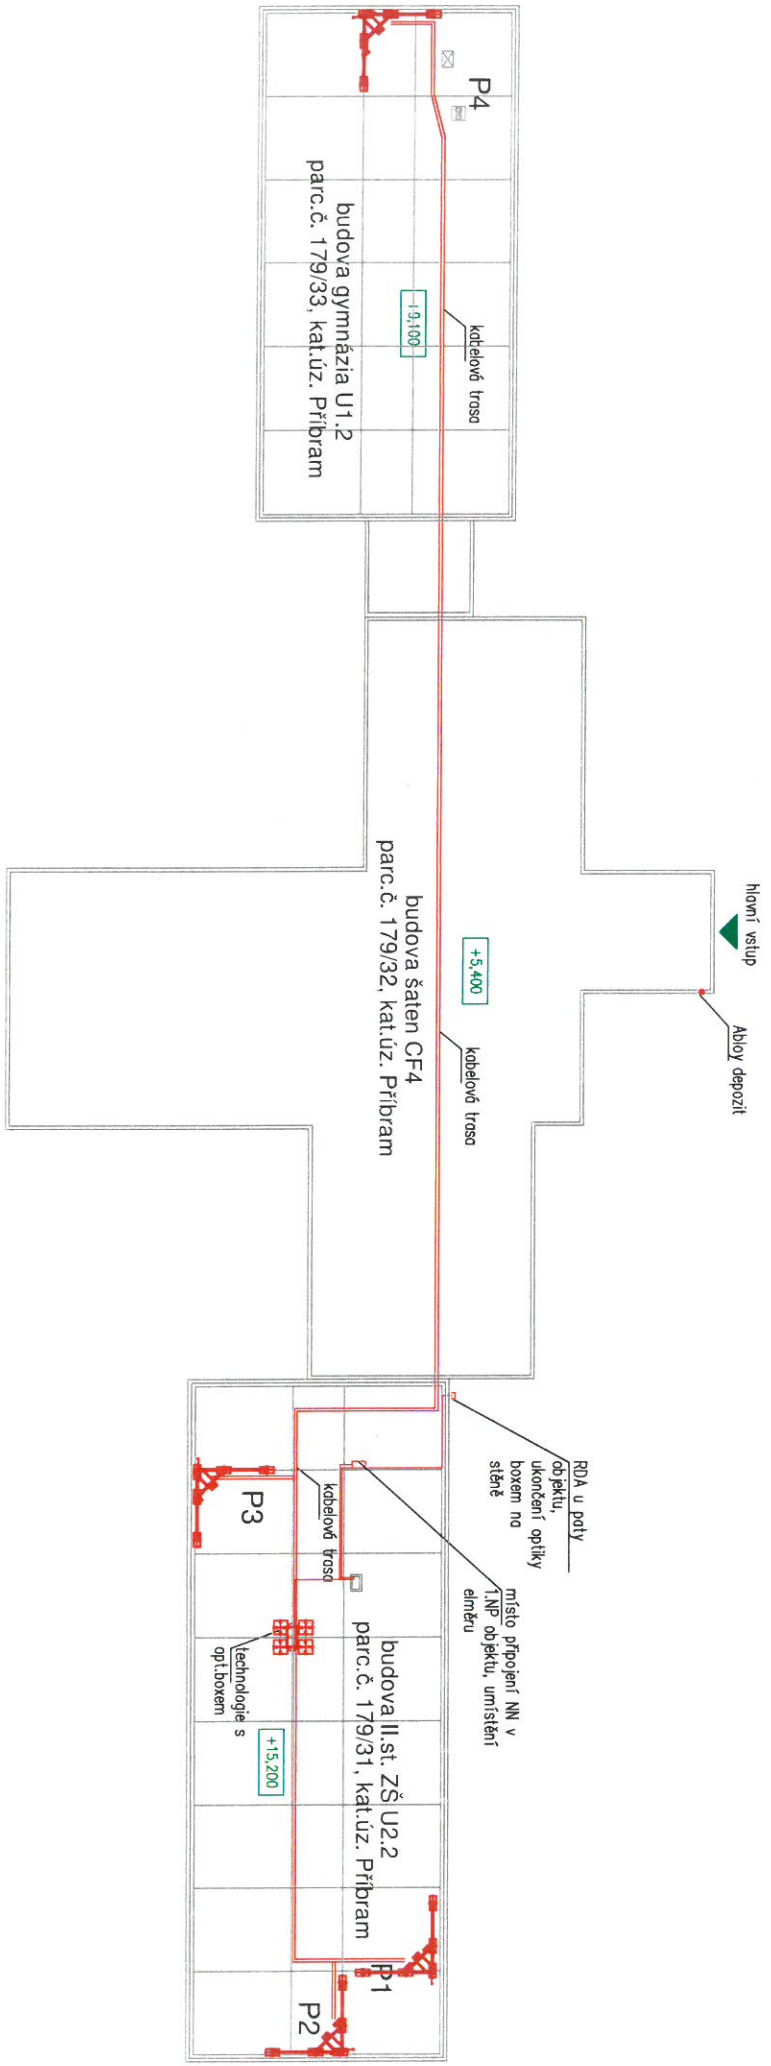 P4
budova gymnázia U1.2
parc.č. 179/33, kat.úz. Příbram
kabelová trasa
hlavní vstup
Abloy depozit
+5,400
budova šaten CF4
parc.č. 179/32, kat.úz. Příbram
kabelová trasa
RDA u paty
objektu,
ukončení optiky
boxem na
stěně
místo připojení NN v
1.NP objektu, umístění
elměru
P3
kabelová trasa
technologie s
opt.boxem
budova II.st. ZŠ U2.2
parc.č. 179/31, kat.úz. Příbram
+15,200
P1
P2